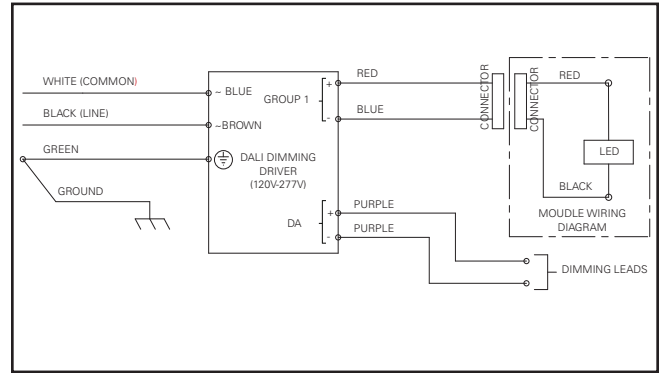 WHITE (COMMON)
BLACK (LINE)
GREEN
GROUND
~ BLUE
~BROWN
GROUP 1
+
-
DALI DIMMING
DRIVER
(120V-277V)
DA
+
-
RED
BLUE
PURPLE
PURPLE
CONNECTOR
CONNECTOR
RED
LED
BLACK
MOUDLE WIRING
DIAGRAM
DIMMING LEADS